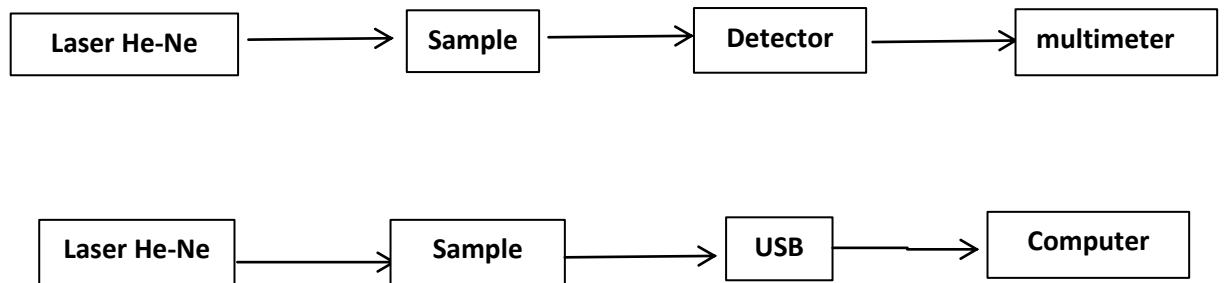 Laser He-Ne
Sample
Detector
multimeter
Laser He-Ne
Sample
USB
Computer